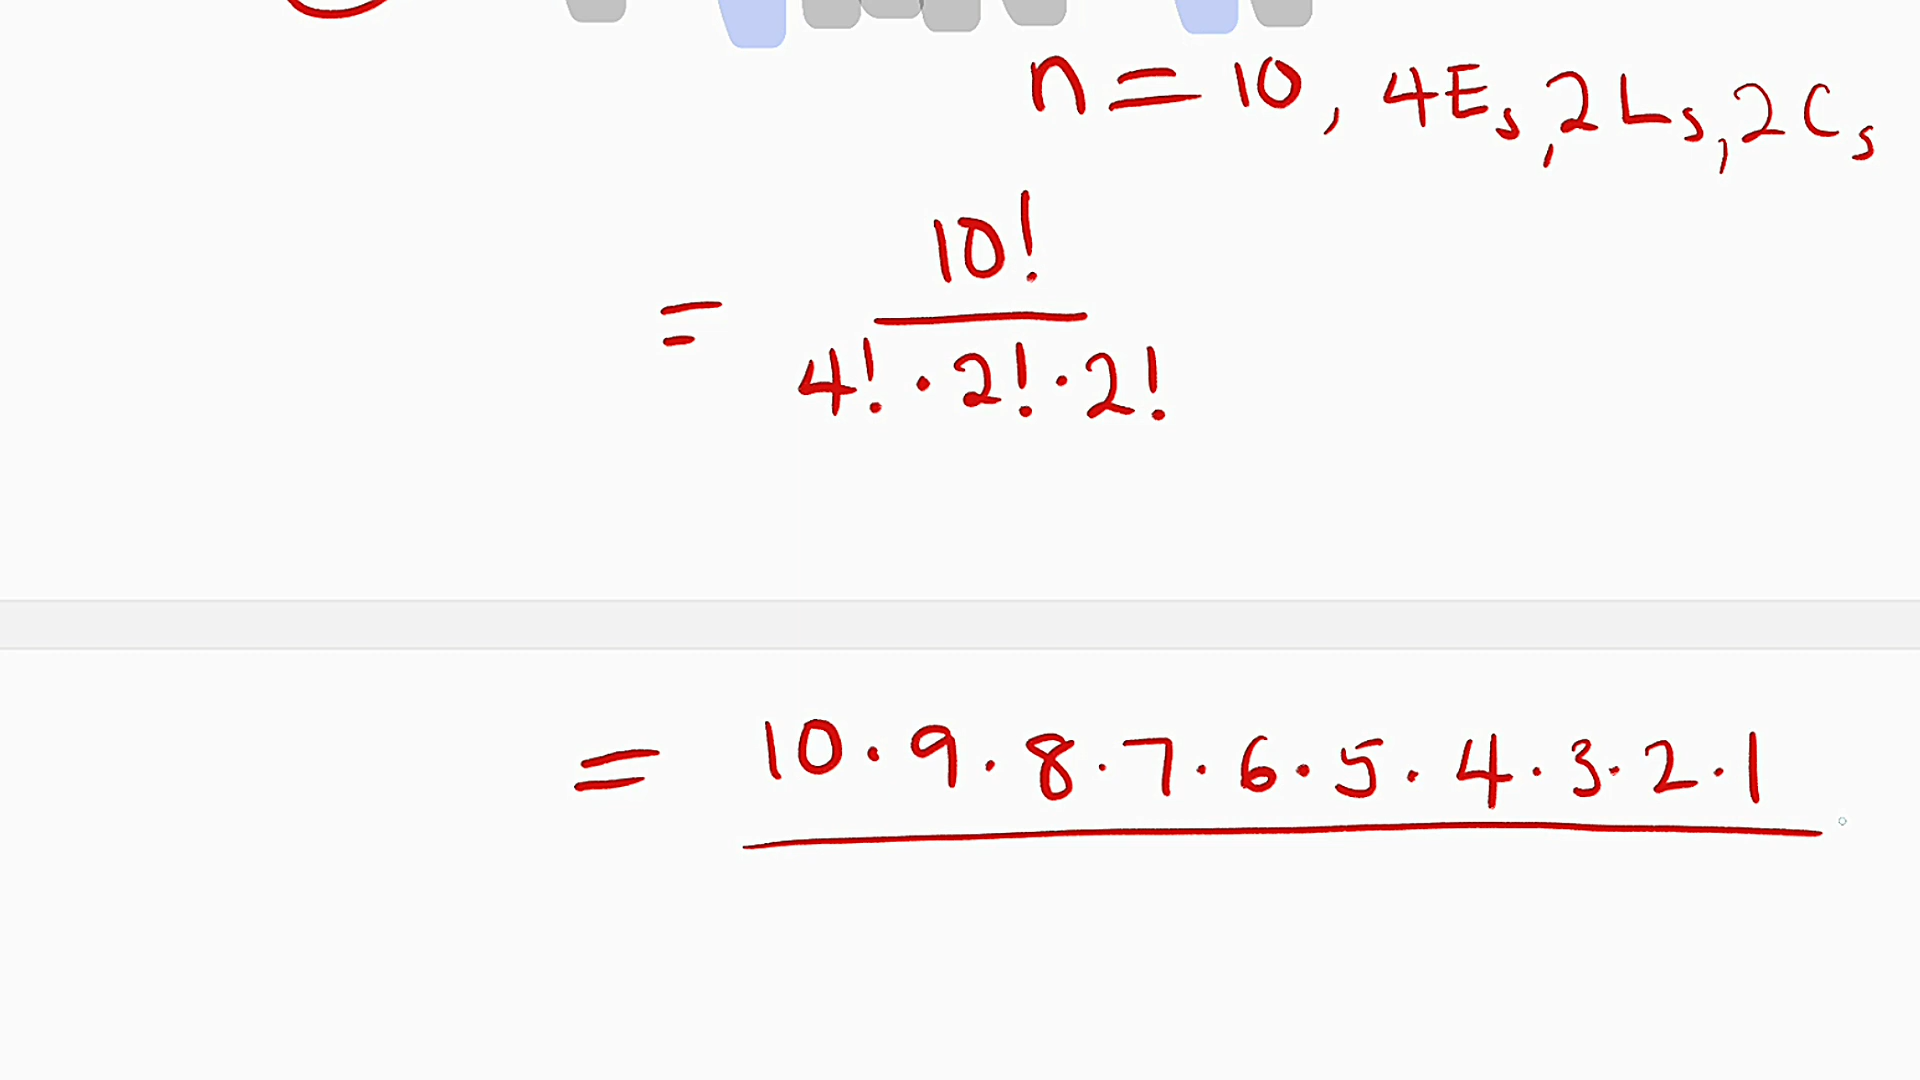 n = 10, 4Es, 2Ls, 2Cs
= 10!
4! · 2! · 2!
= 10 · 9 · 8 · 7 · 6 · 5 · 4 · 3 · 2 · 1